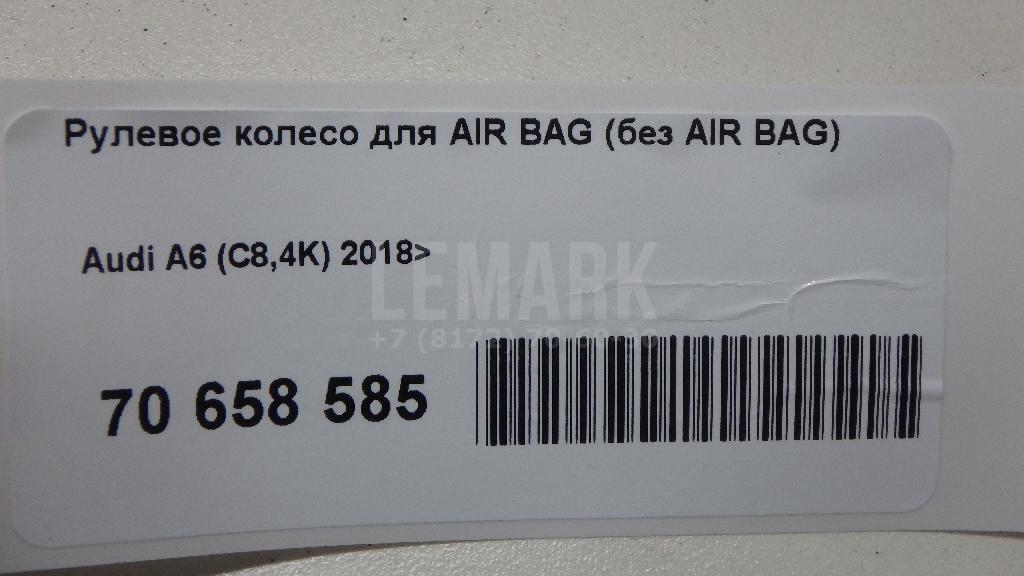 Рулевое колесо для AIR BAG (без AIR BAG)
Audi A6 (C8,4K) 2018>
LEMARK
70 658 585